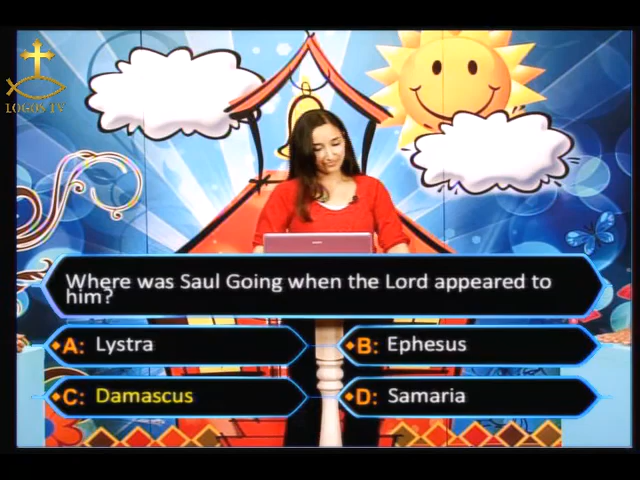 LOGOS TV
Where was Saul Going when the Lord appeared to
him?
A: Lystra
B: Ephesus
C: Damascus
D: Samaria